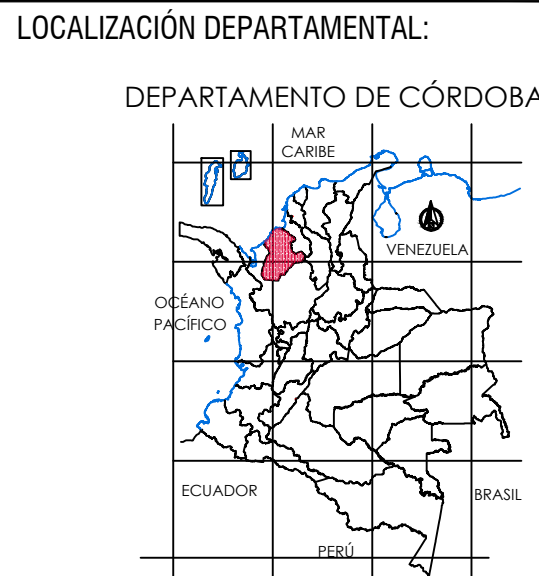 LOCALIZACIÓN DEPARTAMENTAL:
DEPARTAMENTO DE CÓRDOBA
MAR
CARIBE
VENEZUELA
OCÉANO
PACÍFICO
ECUADOR
BRASIL
PERÚ